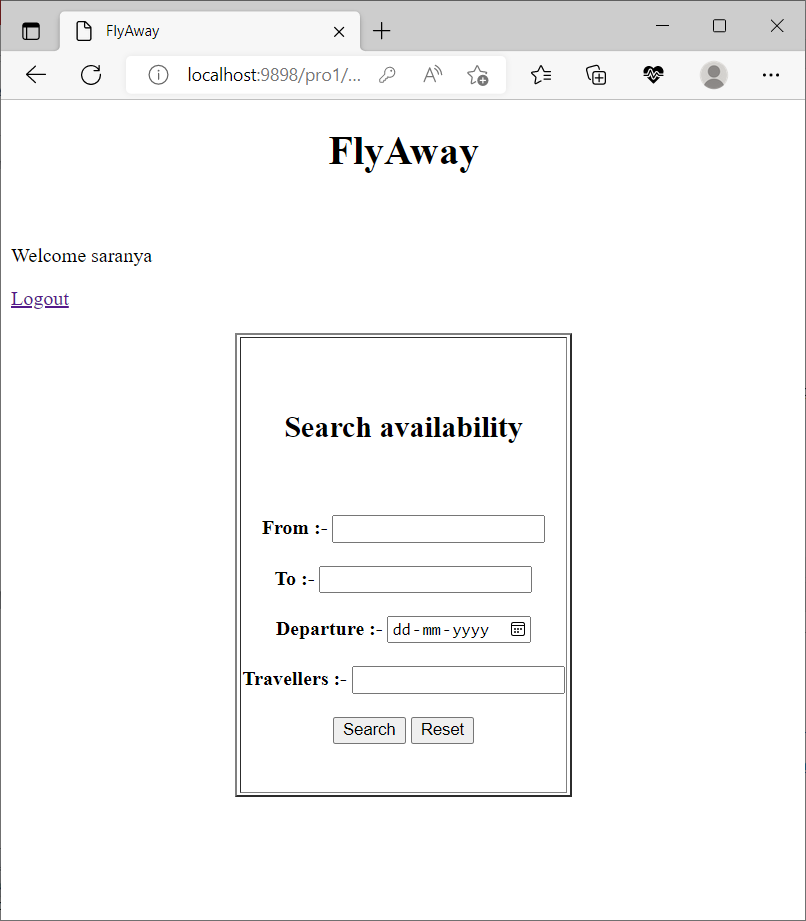 FlyAway
localhost:9898/pro1/...
FlyAway
Welcome saranya
Logout
Search availability
From :-
To :-
Departure :- dd-mm-yyyy
Travellers :-
Search Reset